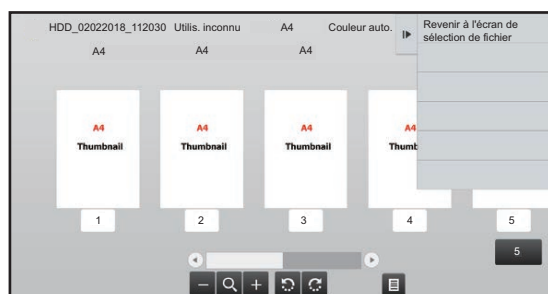 HDD_02022018_112030 Utilis. inconnu A4 Couleur auto.
Revenir à l'écran de
sélection de fichier
A4 A4 A4
A4 A4 A4 A4
Thumbnail Thumbnail Thumbnail Thumb
1 2 3 4 5
5